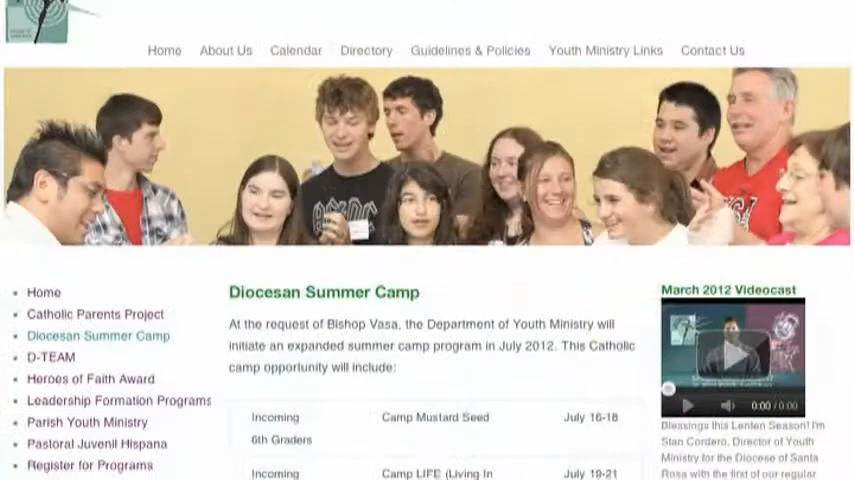 Home About Us Calendar Directory Guidelines & Policies Youth Ministry Links Contact Us
AC DC
Home
Catholic Parents Project
Diocesan Summer Camp
D-TEAM
Heroes of Faith Award
Leadership Formation Programs
Parish Youth Ministry
Pastoral Juvenil Hispana
Register for Programs
Diocesan Summer Camp
At the request of Bishop Vasa, the Department of Youth Ministry will
initiate an expanded summer camp program in July 2012. This Catholic
camp opportunity will include:
Incoming Camp Mustard Seed July 16-18
6th Graders
Incoming Camp LIFE (Living In July 19-21
March 2012 Videocast
0:00 / 0:00
Blessings this Lenten Season! I'm
Stan Cordero, Director of Youth
Ministry for the Diocese of Santa
Rosa with the first of our regular